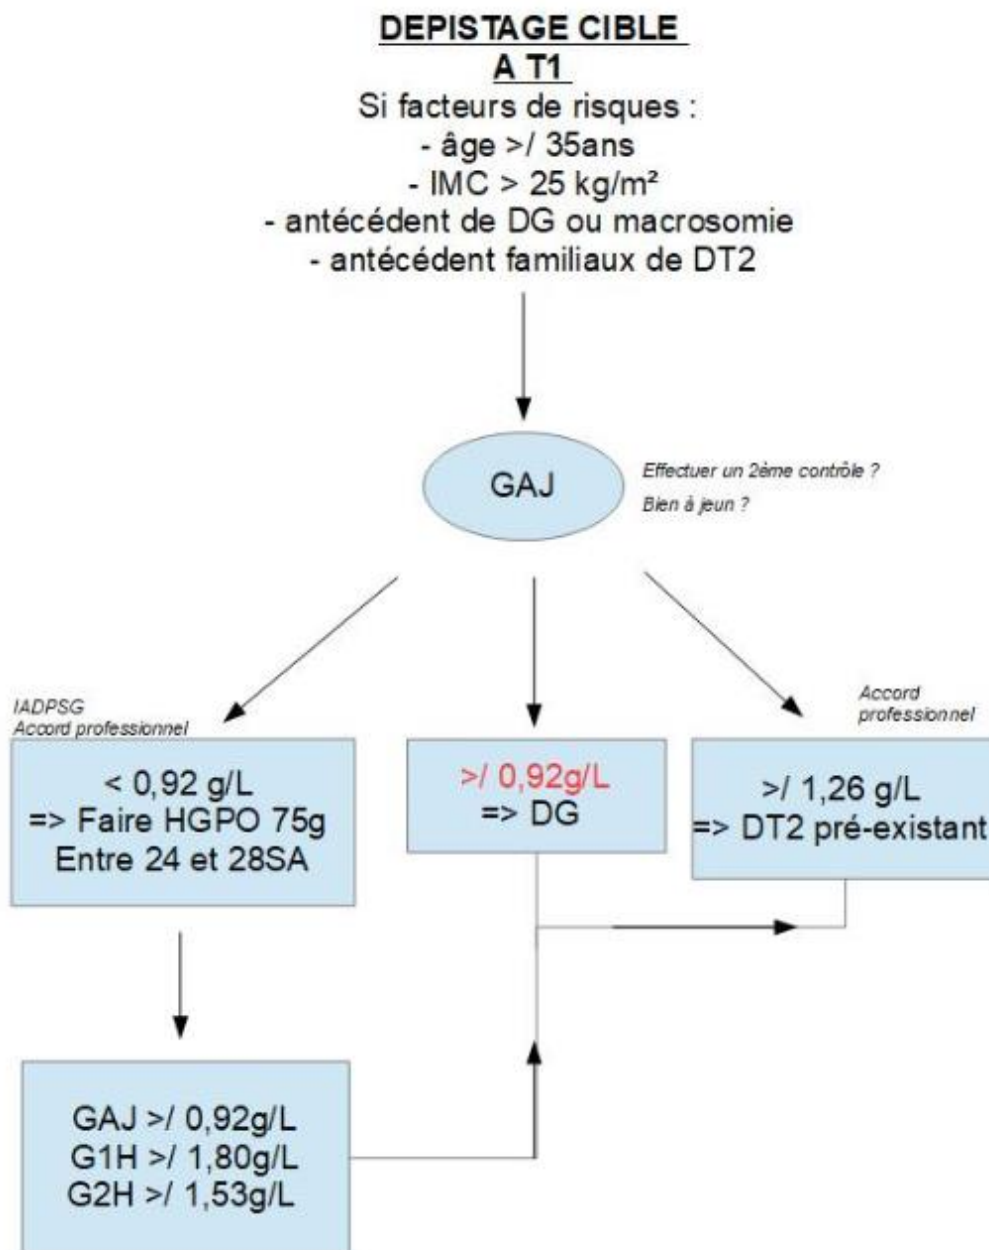 DEPISTAGE CIBLE
A T1
Si facteurs de risques :
- âge >/ 35ans
- IMC > 25 kg/m²
- antécédent de DG ou macrosomie
- antécédent familiaux de DT2
GAJ
Effectuer un 2ème contrôle ?
Bien à jeun ?
IADPSG
Accord professionnel
< 0,92 g/L
=> Faire HGPO 75g
Entre 24 et 28SA
>/ 0,92g/L
=> DG
Accord
professionnel
>/ 1,26 g/L
=> DT2 pré-existant
GAJ >/ 0,92g/L
G1H >/ 1,80g/L
G2H >/ 1,53g/L